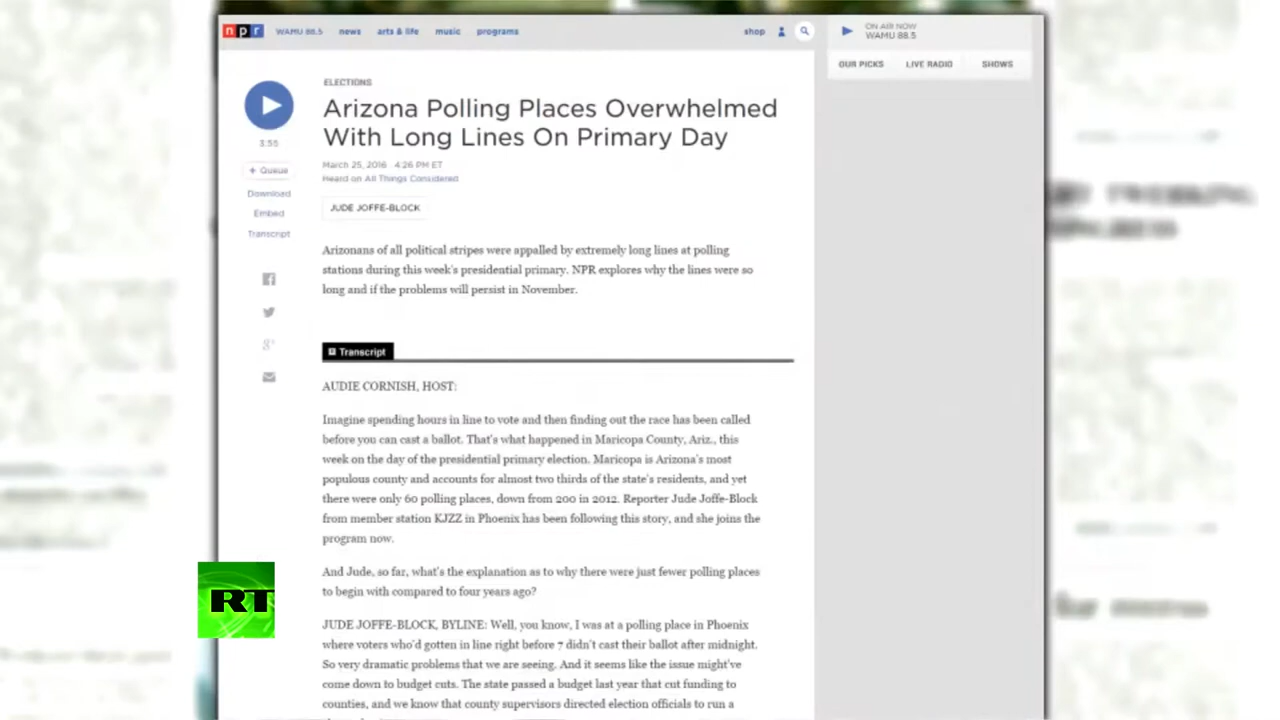 npr WAMU 88.5 news arts & life music programs shop
ON AIR NOW
WAMU 88.5
OUR PICKS LIVE RADIO SHOWS
ELECTIONS
Arizona Polling Places Overwhelmed
With Long Lines On Primary Day
3:55
+ Queue
Download
Embed
Transcript
March 25, 2016 4:26 PM ET
Heard on All Things Considered
JUDE JOFFE-BLOCK
Arizonans of all political stripes were appalled by extremely long lines at polling
stations during this week's presidential primary. NPR explores why the lines were so
long and if the problems will persist in November.
Transcript
AUDIE CORNISH, HOST:
Imagine spending hours in line to vote and then finding out the race has been called
before you can cast a ballot. That's what happened in Maricopa County, Ariz., this
week on the day of the presidential primary election. Maricopa is Arizona's most
populous county and accounts for almost two thirds of the state's residents, and yet
there were only 60 polling places, down from 200 in 2012. Reporter Jude Joffe-Block
from member station KJZZ in Phoenix has been following this story, and she joins the
program now.
And Jude, so far, what's the explanation as to why there were just fewer polling places
to begin with compared to four years ago?
JUDE JOFFE-BLOCK, BYLINE: Well, you know, I was at a polling place in Phoenix
where voters who'd gotten in line right before 7 didn't cast their ballot after midnight.
So very dramatic problems that we are seeing. And it seems like the issue might've
come down to budget cuts. The state passed a budget last year that cut funding to
counties, and we know that county supervisors directed election officials to run a
RT